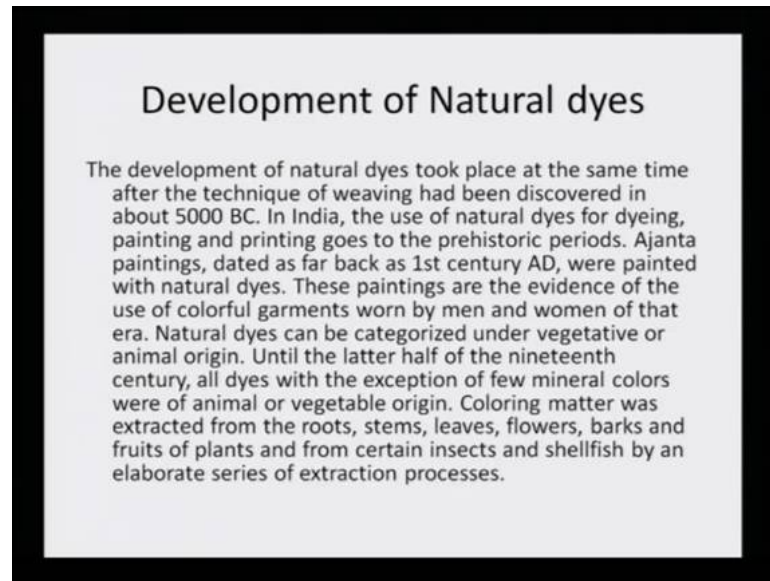 Development of Natural dyes
The development of natural dyes took place at the same time
after the technique of weaving had been discovered in
about 5000 BC. In India, the use of natural dyes for dyeing,
painting and printing goes to the prehistoric periods. Ajanta
paintings, dated as far back as 1st century AD, were painted
with natural dyes. These paintings are the evidence of the
use of colorful garments worn by men and women of that
era. Natural dyes can be categorized under vegetative or
animal origin. Until the latter half of the nineteenth
century, all dyes with the exception of few mineral colors
were of animal or vegetable origin. Coloring matter was
extracted from the roots, stems, leaves, flowers, barks and
fruits of plants and from certain insects and shellfish by an
elaborate series of extraction processes.